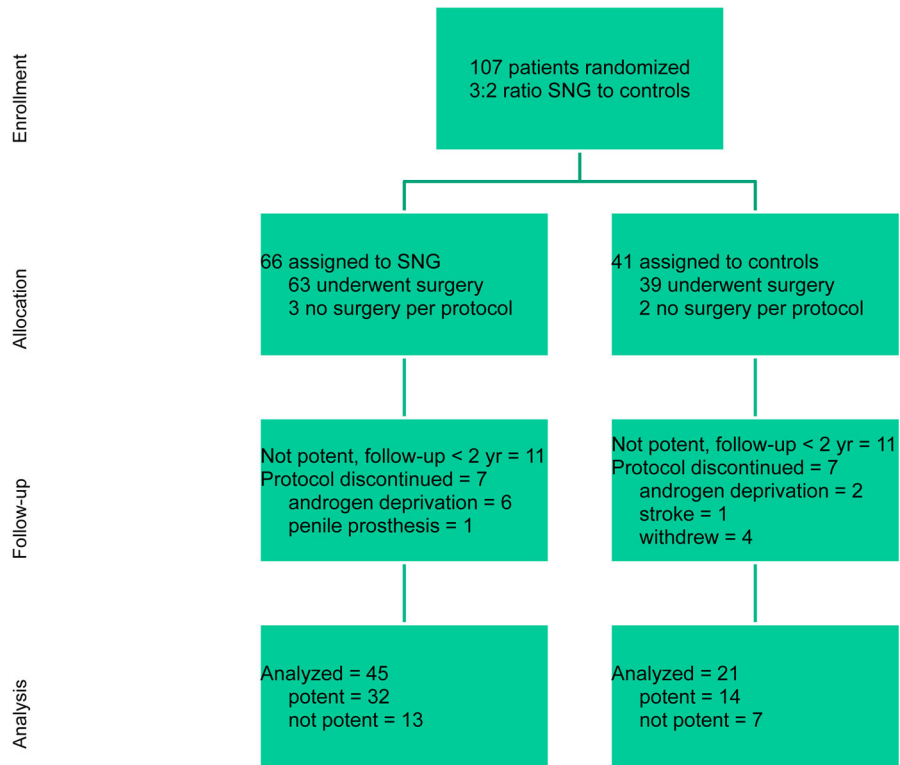 Enrollment
107 patients randomized
3:2 ratio SNG to controls
Allocation
66 assigned to SNG
63 underwent surgery
3 no surgery per protocol
41 assigned to controls
39 underwent surgery
2 no surgery per protocol
Follow-up
Not potent, follow-up < 2 yr = 11
Protocol discontinued = 7
androgen deprivation = 6
penile prosthesis = 1
Not potent, follow-up < 2 yr = 11
Protocol discontinued = 7
androgen deprivation = 2
stroke = 1
withdrew = 4
Analysis
Analyzed = 45
potent = 32
not potent = 13
Analyzed = 21
potent = 14
not potent = 7